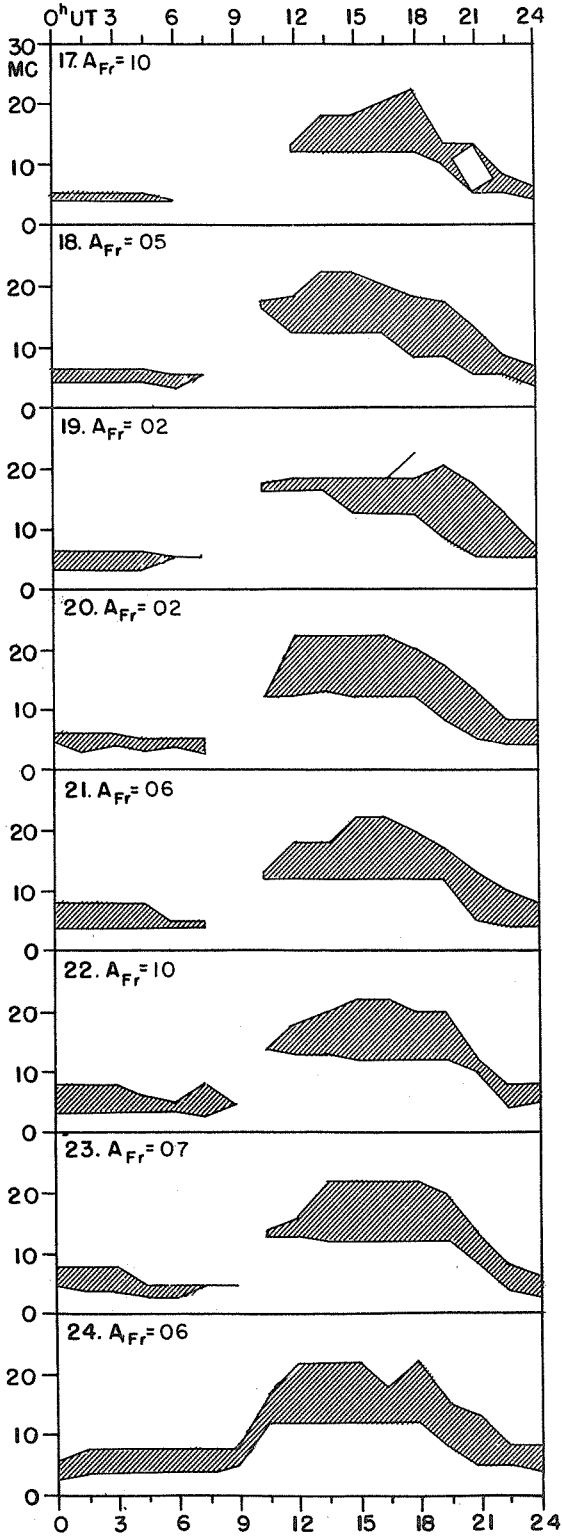 0ʰUT 3 6 9 12 15 18 21 24
30
MC
17. A_Fr= 10
20
10
0
18. A_Fr= 05
20
10
0
19. A_Fr= 02
20
10
0
20. A_Fr= 02
20
10
0
21. A_Fr= 06
20
10
0
22. A_Fr= 10
20
10
0
23. A_Fr= 07
20
10
0
24. A_Fr= 06
20
10
0
0 3 6 9 12 15 18 21 24